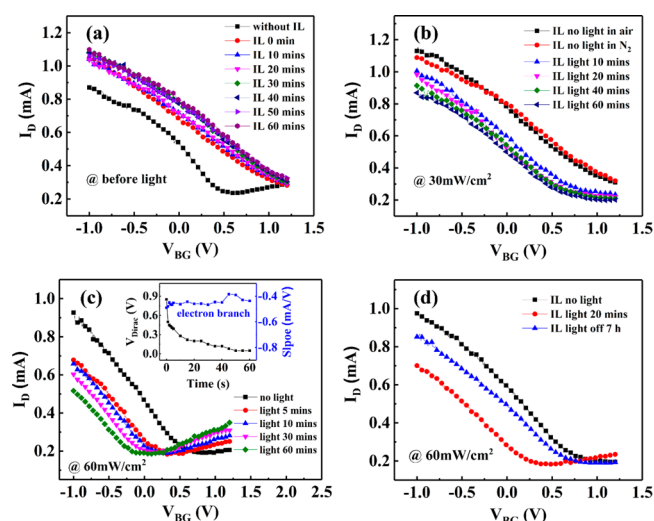 (a)
without IL
IL 0 min
IL 10 mins
IL 20 mins
IL 30 mins
IL 40 mins
IL 50 mins
IL 60 mins
@ before light
1.2
1.0
0.8
0.6
0.4
0.2
I_D (mA)
-1.0 -0.5 0.0 0.5 1.0 1.5
V_BG (V)
(b)
IL no light in air
IL no light in N₂
IL light 10 mins
IL light 20 mins
IL light 40 mins
IL light 60 mins
@ 30mW/cm²
1.4
1.2
1.0
0.8
0.6
0.4
0.2
I_D (mA)
-1.0 -0.5 0.0 0.5 1.0 1.5
V_BG (V)
(c)
electron branch
0.9
0.6
0.3
0.0
V_Dirac (V)
-0.4
-0.8
Slpoe (mA/V)
0 20 40 60
Time (s)
no light
light 5 mins
light 10 mins
light 30 mins
light 60 mins
@ 60mW/cm²
1.0
0.8
0.6
0.4
0.2
I_D (mA)
-1.0 -0.5 0.0 0.5 1.0 1.5 2.0
V_BG (V)
(d)
IL no light
IL light 20 mins
IL light off 7 h
@ 60mW/cm²
1.0
0.8
0.6
0.4
0.2
I_D (mA)
-1.0 -0.5 0.0 0.5 1.0 1.5
V_BG (V)